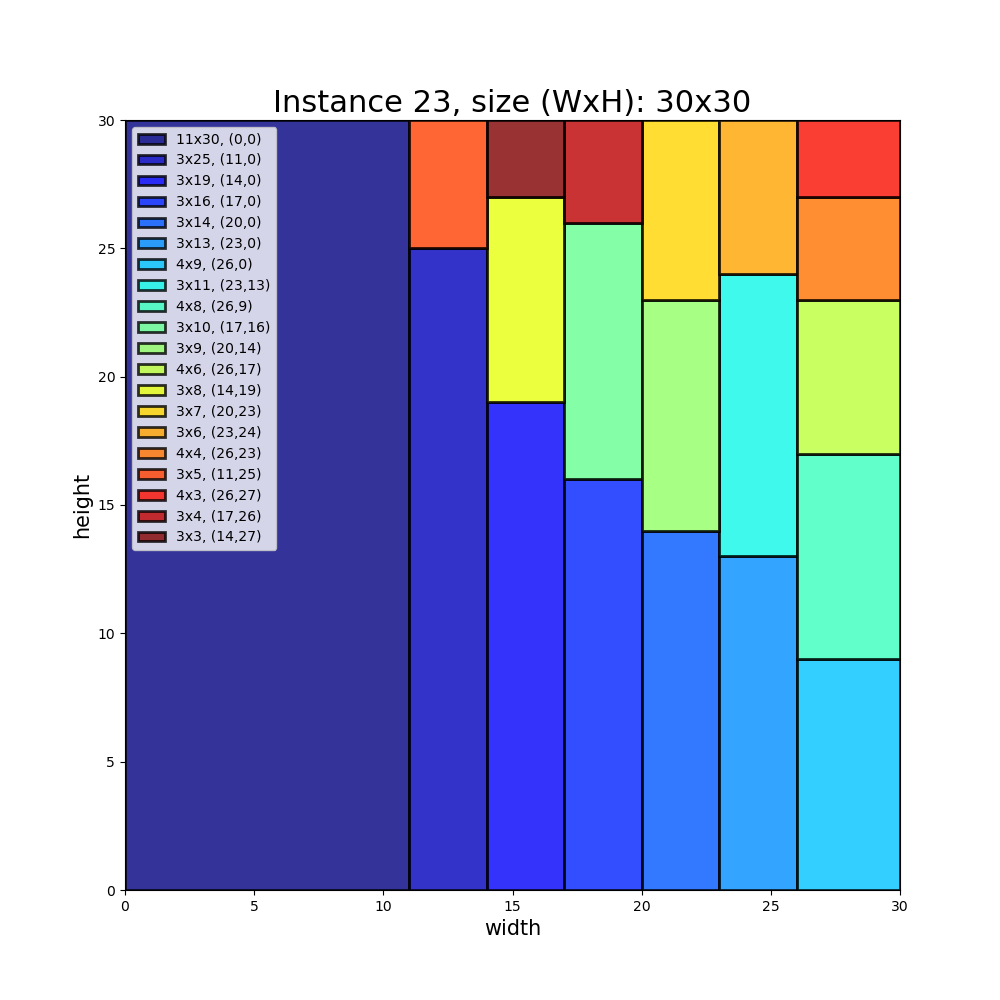 Instance 23, size (WxH): 30x30
30
25
20
15
10
5
0
height
11x30, (0,0)
3x25, (11,0)
3x19, (14,0)
3x16, (17,0)
3x14, (20,0)
3x13, (23,0)
4x9, (26,0)
3x11, (23,13)
4x8, (26,9)
3x10, (17,16)
3x9, (20,14)
4x6, (26,17)
3x8, (14,19)
3x7, (20,23)
3x6, (23,24)
4x4, (26,23)
3x5, (11,25)
4x3, (26,27)
3x4, (17,26)
3x3, (14,27)
0 5 10 15 20 25 30
width